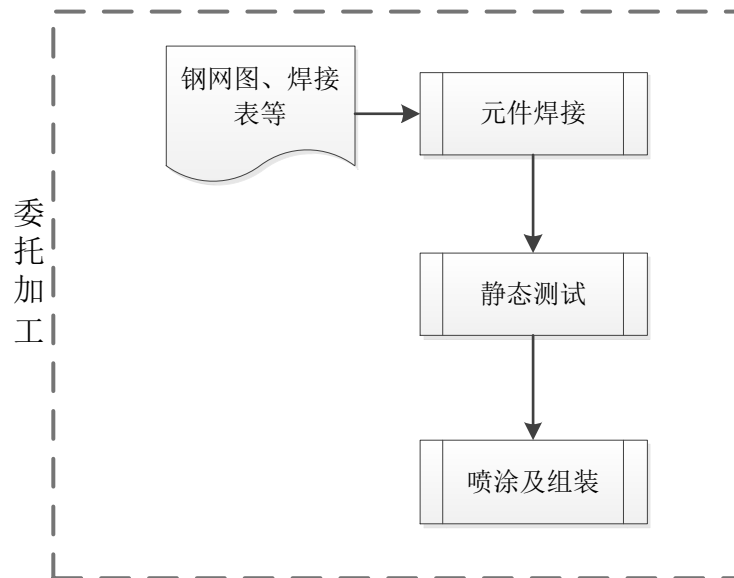 钢网图、焊接
表等
元件焊接
委托加工
静态测试
喷涂及组装